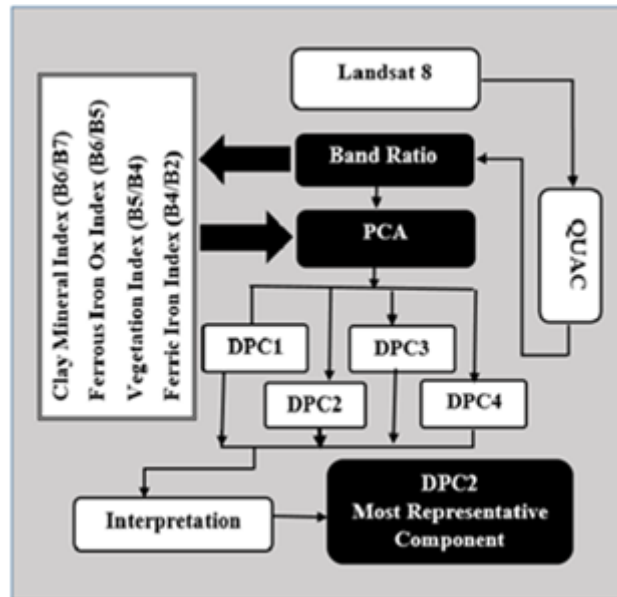 Landsat 8
Band Ratio
PCA
QUAC
Clay Mineral Index (B6/B7)
Ferrous Iron Ox Index (B6/B5)
Vegetation Index (B5/B4)
Ferric Iron Index (B4/B2)
DPC1
DPC3
DPC2
DPC4
Interpretation
DPC2
Most Representative
Component